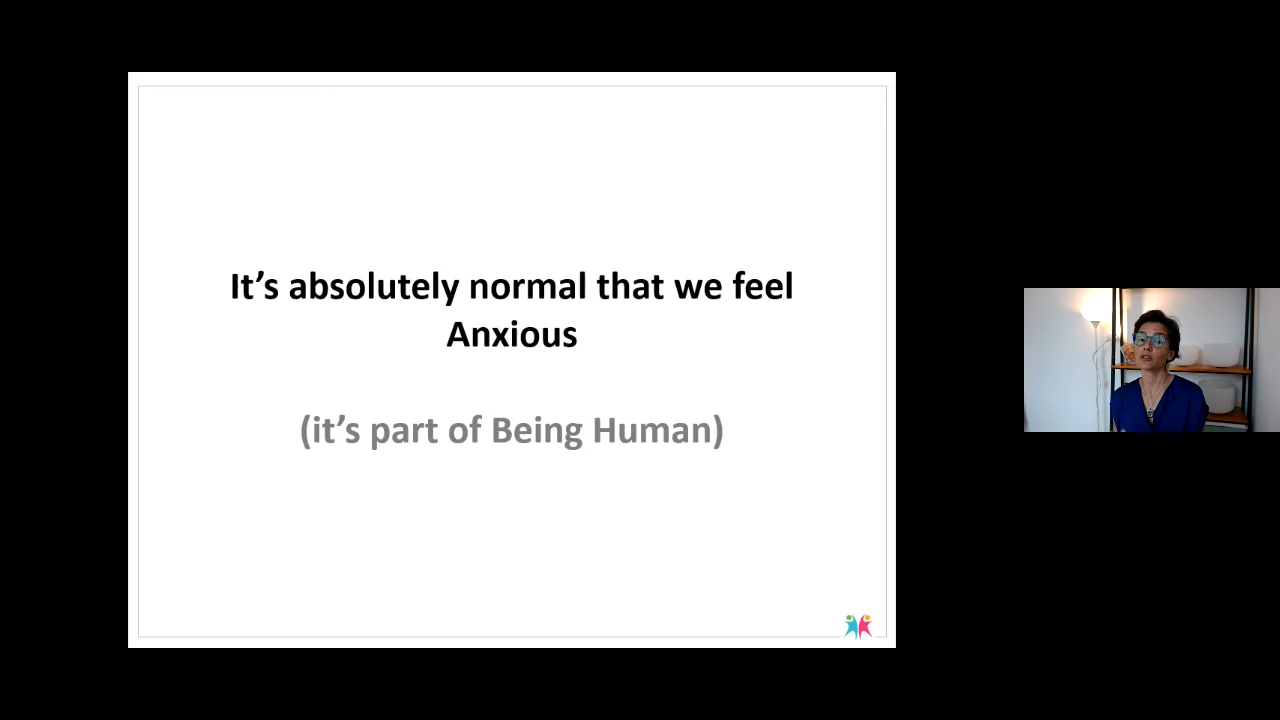 It’s absolutely normal that we feel
Anxious
(it’s part of Being Human)